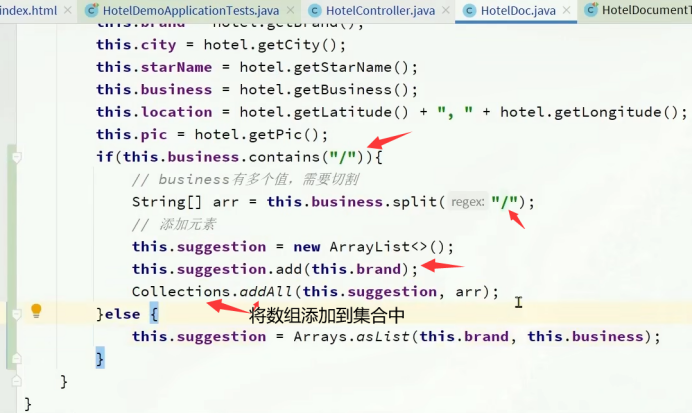 index.html × HotelDemoApplicationTests.java × HotelController.java × HotelDoc.java × HotelDocumentT
this.brand = hotel.getBrand();
this.city = hotel.getCity();
this.starName = hotel.getStarName();
this.business = hotel.getBusiness();
this.location = hotel.getLatitude() + ", " + hotel.getLongitude();
this.pic = hotel.getPic();
if(this.business.contains("/")){
// business有多个值，需要切割
String[] arr = this.business.split( regex: "/");
// 添加元素
this.suggestion = new ArrayList<>();
this.suggestion.add(this.brand);
Collections.addAll(this.suggestion, arr);
}else {
将数组添加到集合中
this.suggestion = Arrays.asList(this.brand, this.business);
}
}
}